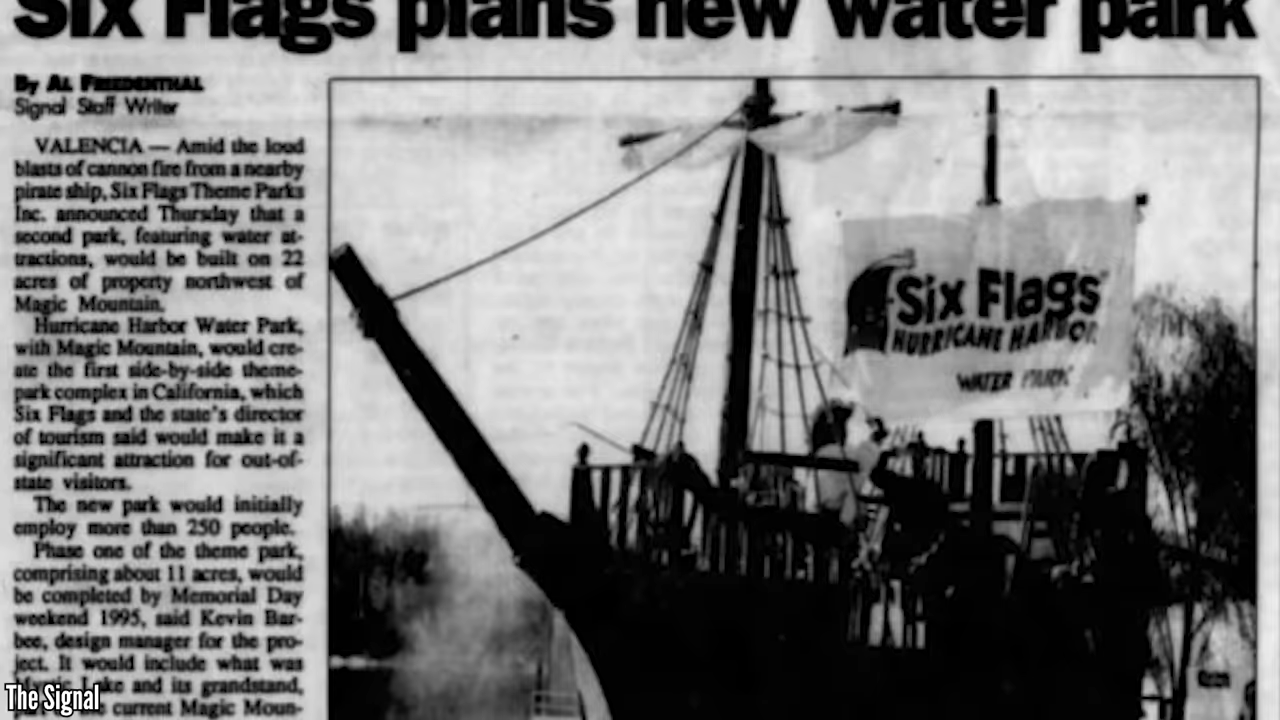 Six Flags plans new water park
By AL FREEDENTHAL
Signal Staff Writer
VALENCIA — Amid the loud
blasts of cannon fire from a nearby
pirate ship, Six Flags Theme Parks
Inc. announced Thursday that a
second park, featuring water at-
tractions, would be built on 22
acres of property northwest of
Magic Mountain.
Hurricane Harbor Water Park,
with Magic Mountain, would cre-
ate the first side-by-side theme-
park complex in California, which
Six Flags and the state's director
of tourism said would make it a
significant attraction for out-of-
state visitors.
The new park would initially
employ more than 250 people.
Phase one of the theme park,
comprising about 11 acres, would
be completed by Memorial Day
weekend 1995, said Kevin Bar-
bee, design manager for the pro-
ject. It would include what was
Lake and its grandstand,
current Magic Moun-
Six Flags
HURRICANE HARBOR
WATER PARK
The Signal